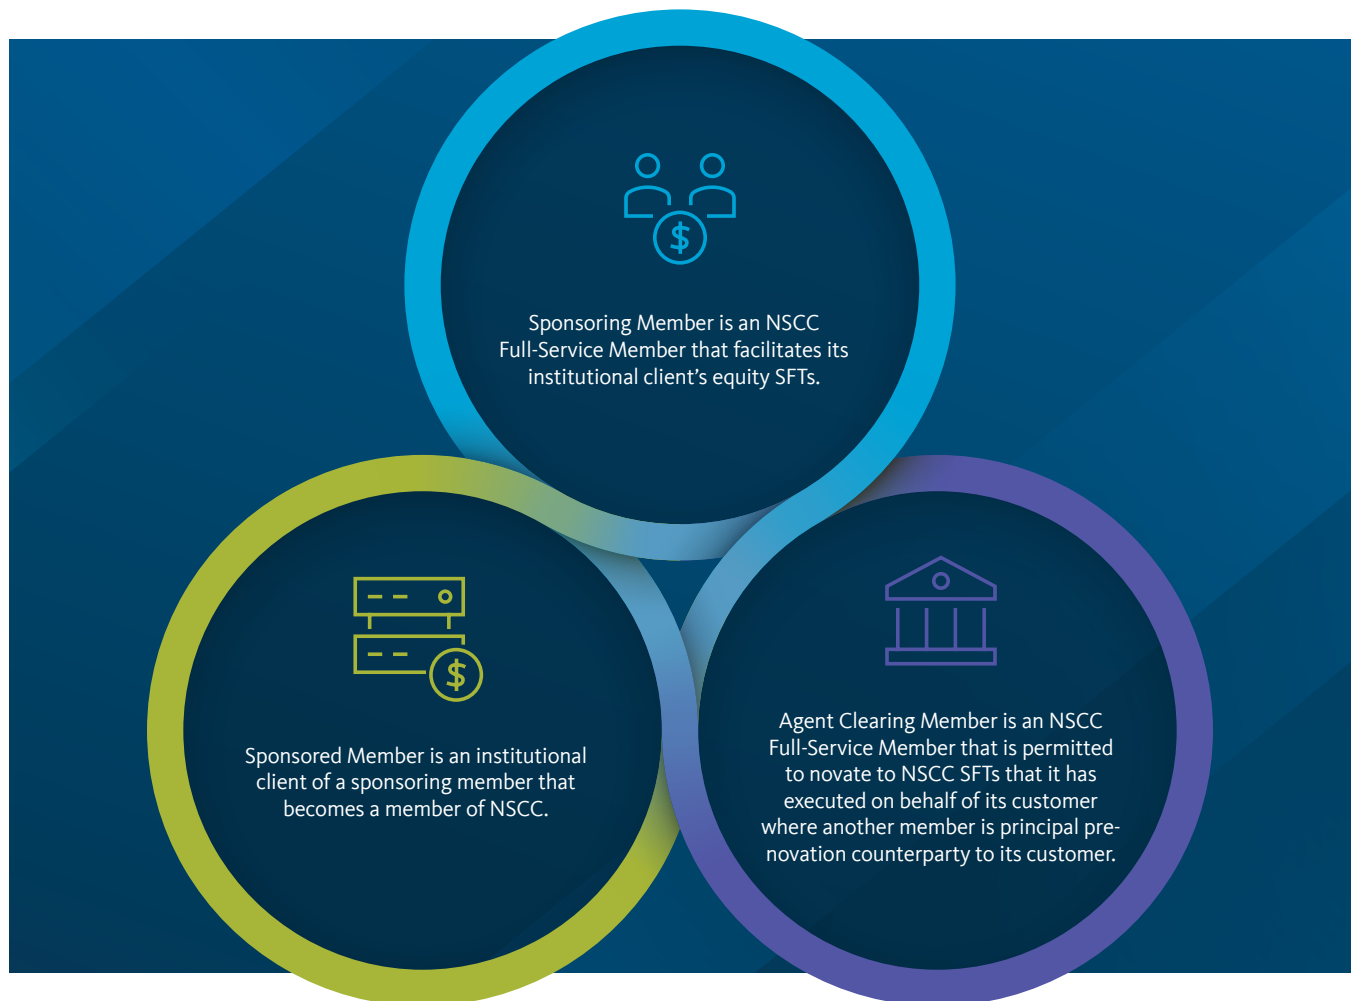 $
Sponsoring Member is an NSCC
Full-Service Member that facilitates its
institutional client’s equity SFTs.
$
Sponsored Member is an institutional
client of a sponsoring member that
becomes a member of NSCC.
Agent Clearing Member is an NSCC
Full-Service Member that is permitted
to novate to NSCC SFTs that it has
executed on behalf of its customer
where another member is principal pre-
novation counterparty to its customer.